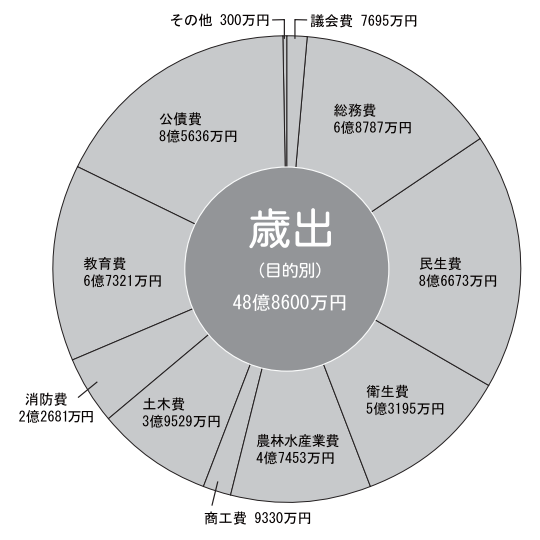 その他 300万円
議会費 7695万円
総務費
6億8787万円
民生費
8億6673万円
衛生費
5億3195万円
農林水産業費
4億7453万円
商工費 9330万円
土木費
3億9529万円
消防費
2億2681万円
教育費
6億7321万円
公債費
8億5636万円
歳出
（目的別）
48億8600万円